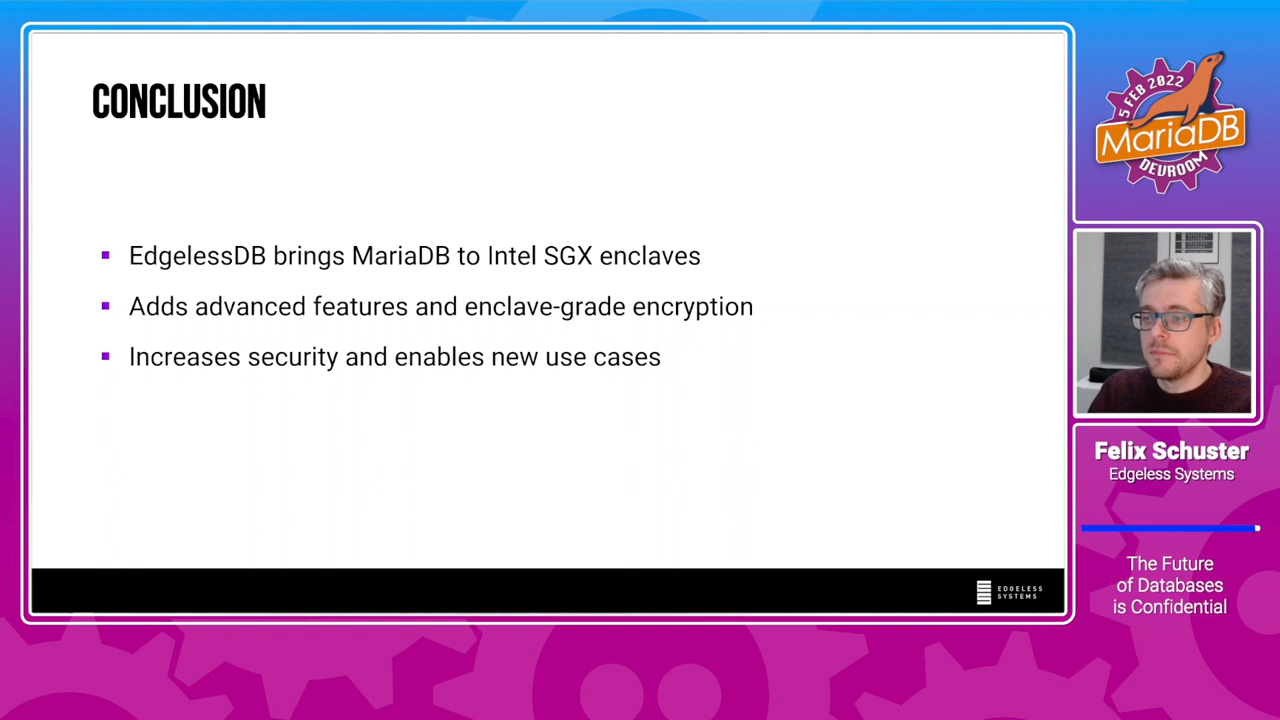 CONCLUSION
EdgelessDB brings MariaDB to Intel SGX enclaves
Adds advanced features and enclave-grade encryption
Increases security and enables new use cases
EDGELESS
SYSTEMS
5 FEB 2022
MariaDB
DEVROOM
Felix Schuster
Edgeless Systems
The Future
of Databases
is Confidential